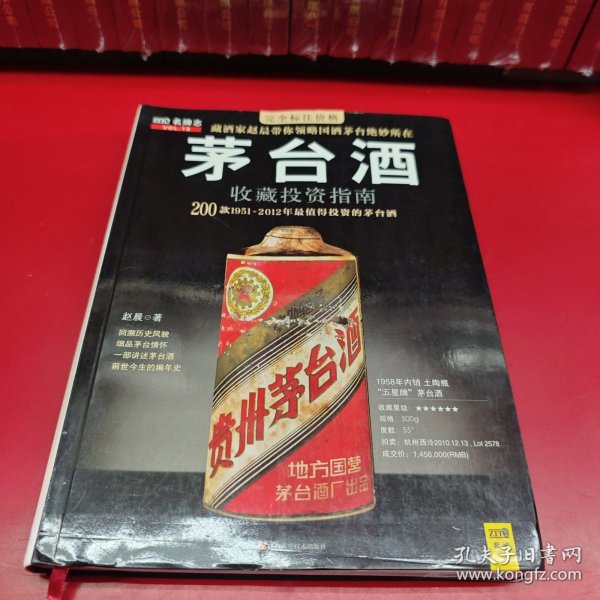 完全标注价格
名牌志
VOL.18
藏酒家赵晨带你领略国酒茅台绝妙所在
茅台酒
收藏投资指南
200款1951-2012年最值得投资的茅台酒
赵晨⊙著
回溯历史风貌
细品茅台情怀
一部讲述茅台酒
前世今生的编年史
贵州茅台酒
地方国营
茅台酒厂出品
1958年内销 土陶瓶
“五星牌” 茅台酒
收藏星级：★★★★★★
规格：500g
度数：55°
拍卖：杭州西泠2010.12.13，Lot 2578
成交价：1,456,000(RMB)
孔夫子旧书网
www.kongfz.com